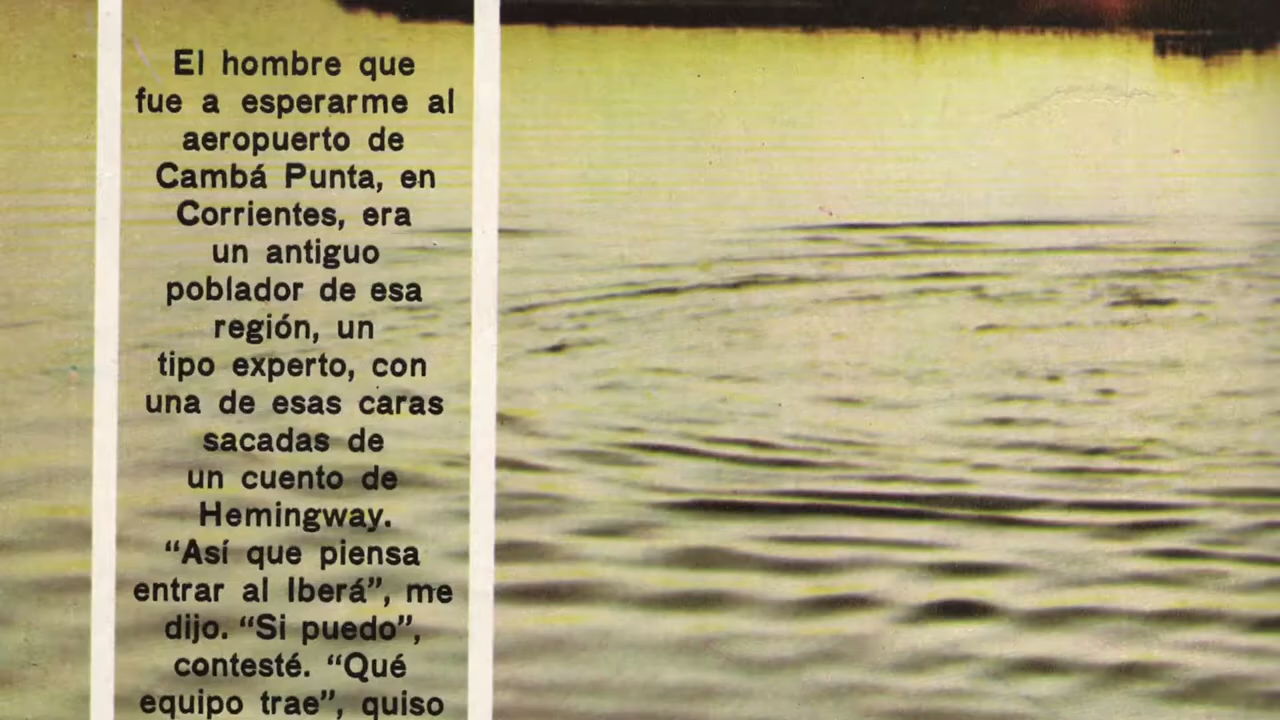 El hombre que
fue a esperarme al
aeropuerto de
Cambá Punta, en
Corrientes, era
un antiguo
poblador de esa
región, un
tipo experto, con
una de esas caras
sacadas de
un cuento de
Hemingway.
“Así que piensa
entrar al Iberá”, me
dijo. “Si puedo”,
contesté. “Qué
equipo trae”, quiso